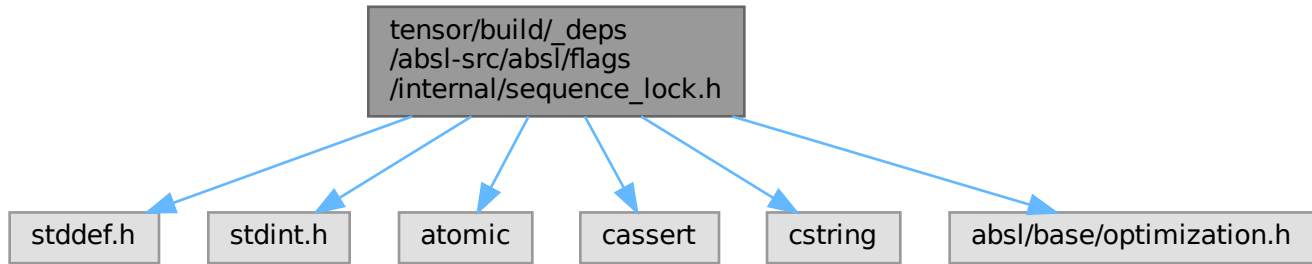 tensor/build/_deps
/absl-src/absl/flags
/internal/sequence_lock.h
stddef.h
stdint.h
atomic
cassert
cstring
absl/base/optimization.h